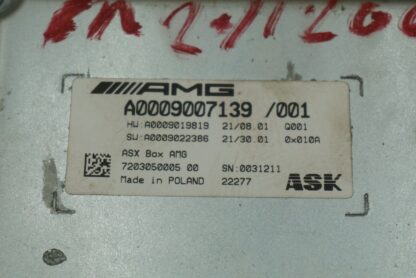 AMG
A0009007139 /001
HW:A0009019819 21/08.01 Q001
SW:A0009022386 21/30.01 0x010A
ASX Box AMG
7203050005 00 SN:0031211
Made in POLAND 22277
ASK